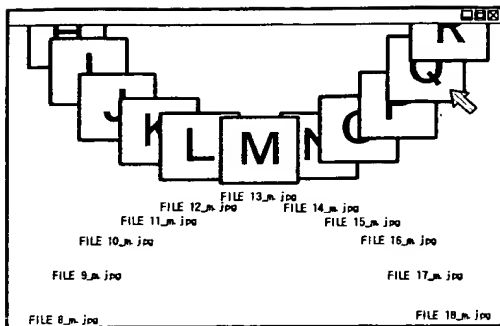 R
Q
I
J
K
L
M
N
O
P
FILE 13_m.jpg
FILE 12_m.jpg
FILE 14_m.jpg
FILE 11_m.jpg
FILE 15_m.jpg
FILE 10_m.jpg
FILE 16_m.jpg
FILE 9_m.jpg
FILE 17_m.jpg
FILE 8_m.jpg
FILE 18_m.jpg